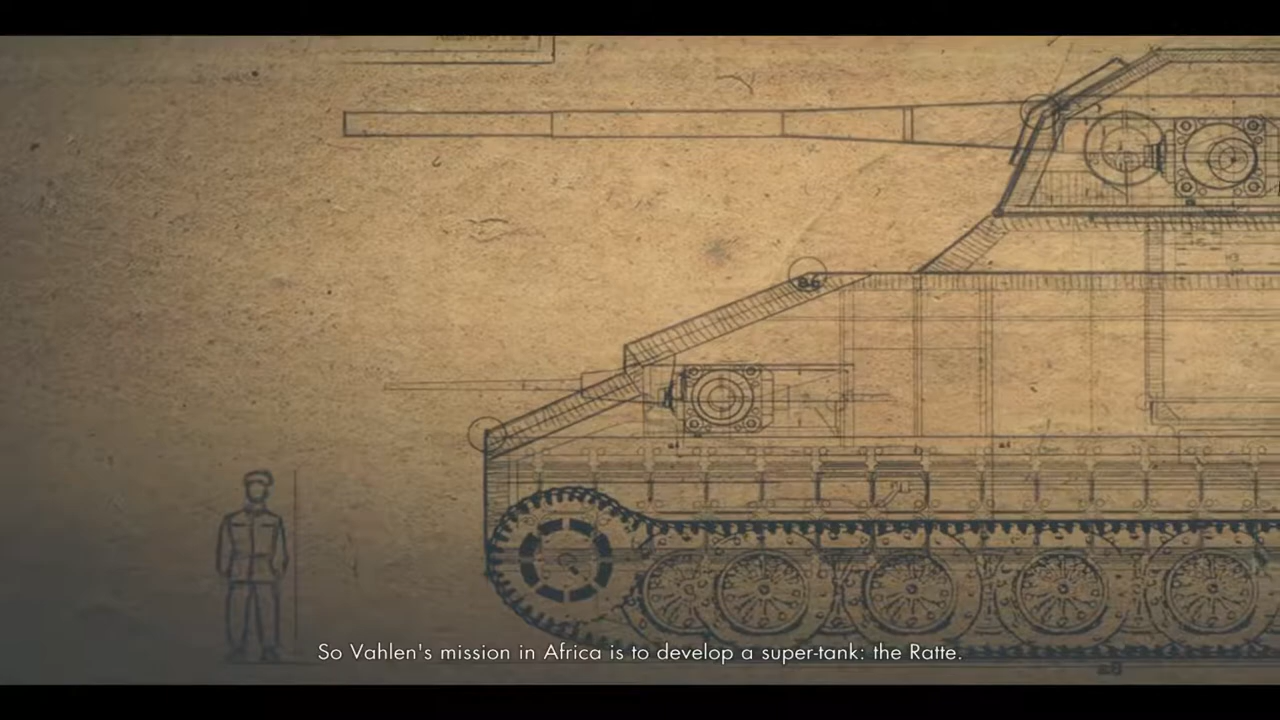 So Vahlen's mission in Africa is to develop a super-tank: the Ratte.